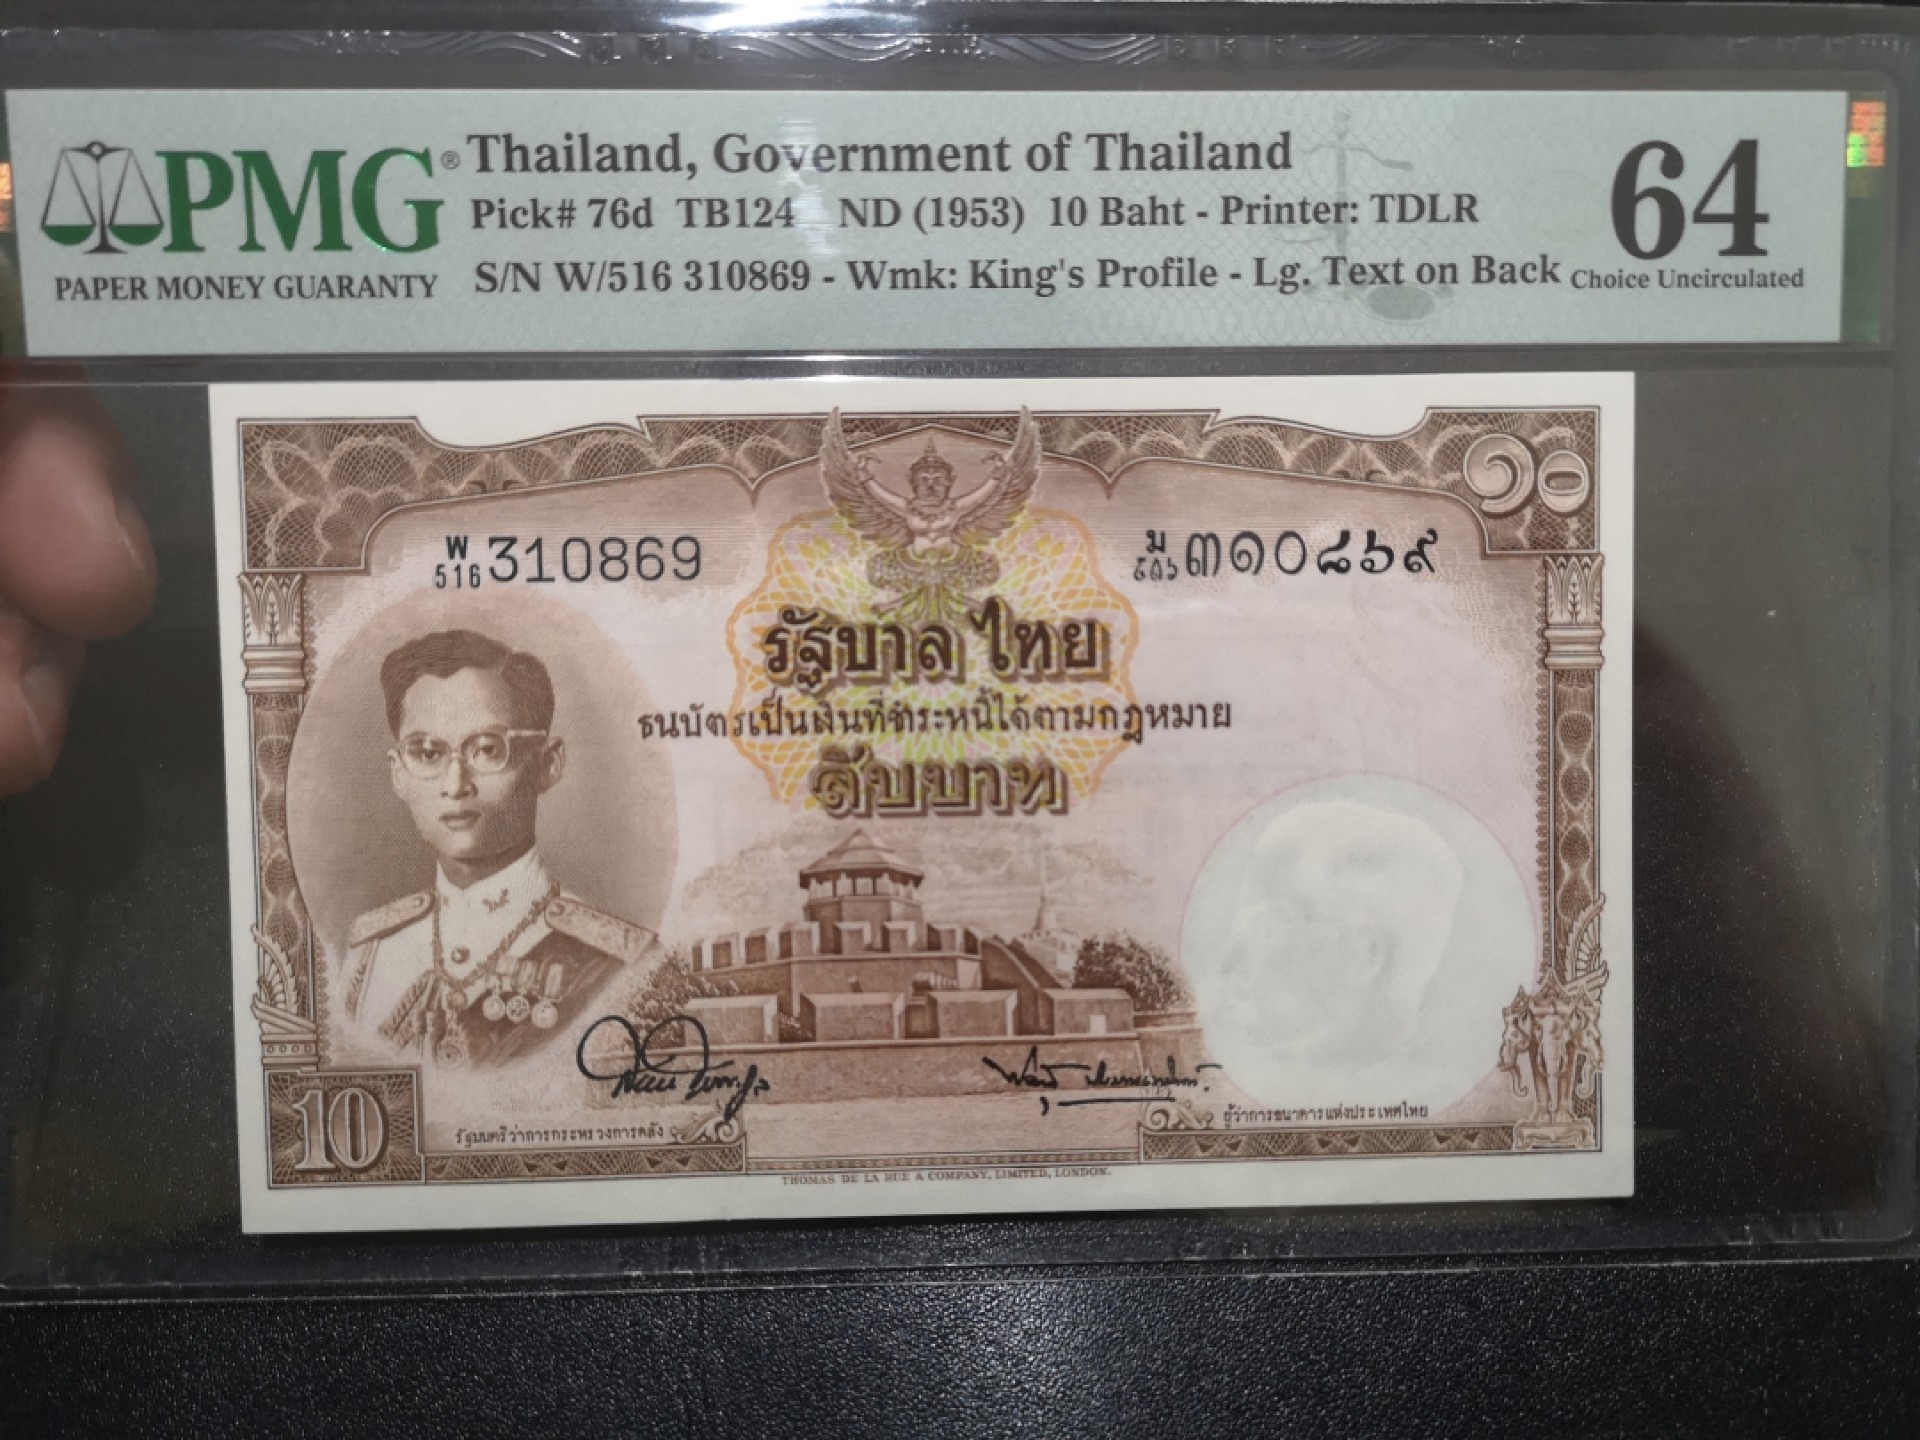 PMG®
PAPER MONEY GUARANTY
Thailand, Government of Thailand
Pick# 76d TB124 ND (1953) 10 Baht - Printer: TDLR
S/N W/516 310869 - Wmk: King's Profile - Lg. Text on Back
64
Choice Uncirculated
๑๐
W/516 310869
ม/๕๑๖ ๓๑๐๘๖๙
รัฐบาลไทย
ธนบัตรเป็นเงินที่ชำระหนี้ได้ตามกฎหมาย
สิบบาท
10
รัฐมนตรีว่าการกระทรวงการคลัง
ผู้ว่าการธนาคารแห่งประเทศไทย
THOMAS DE LA RUE & COMPANY, LIMITED, LONDON.